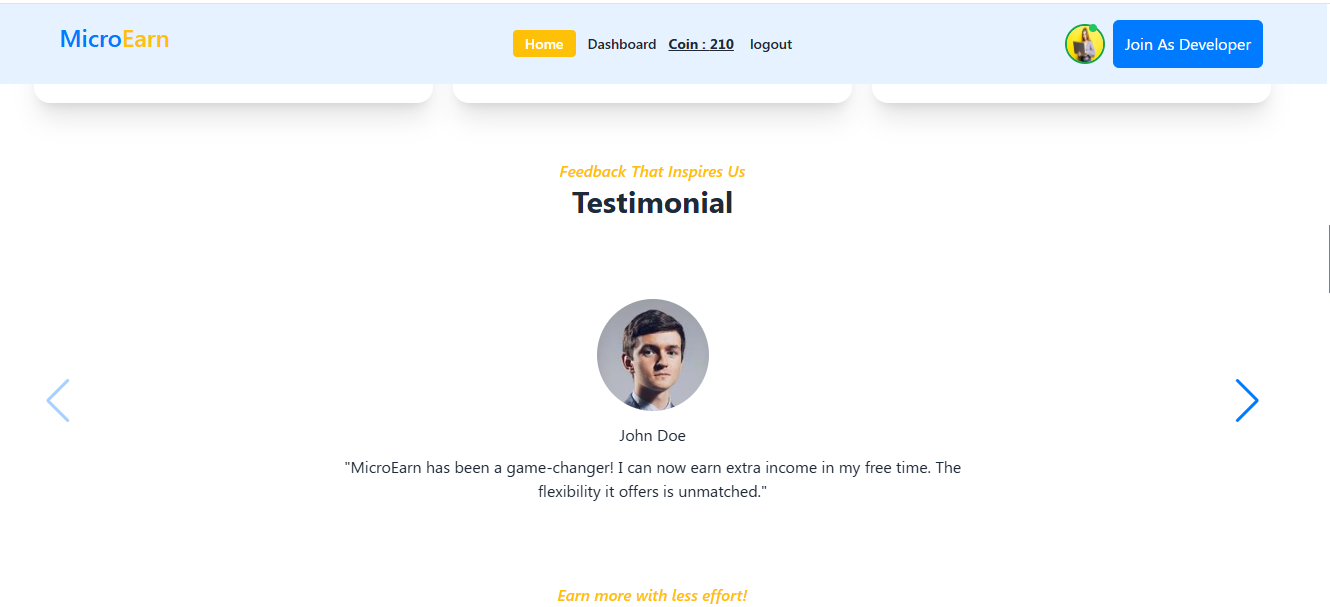 MicroEarn
Home Dashboard Coin : 210 logout
Join As Developer
Feedback That Inspires Us
Testimonial
John Doe
"MicroEarn has been a game-changer! I can now earn extra income in my free time. The
flexibility it offers is unmatched."
Earn more with less effort!